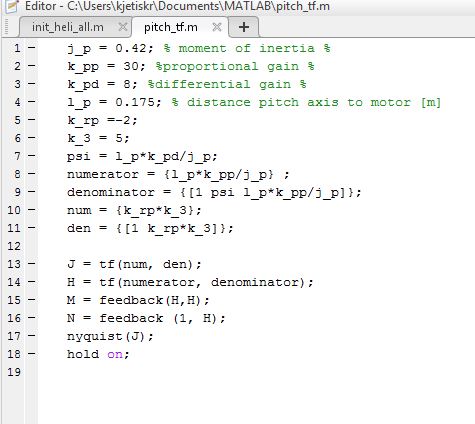 Editor - C:\Users\kjetiskr\Documents\MATLAB\pitch_tf.m
init_heli_all.m × pitch_tf.m × +
1 - j_p = 0.42; % moment of inertia %
2 - k_pp = 30; %proportional gain %
3 - k_pd = 8; %differential gain %
4 - l_p = 0.175; % distance pitch axis to motor [m]
5 - k_rp =-2;
6 - k_3 = 5;
7 - psi = l_p*k_pd/j_p;
8 - numerator = {l_p*k_pp/j_p} ;
9 - denominator = {[1 psi l_p*k_pp/j_p]};
10 - num = {k_rp*k_3};
11 - den = {[1 k_rp*k_3]};
12
13 - J = tf(num, den);
14 - H = tf(numerator, denominator);
15 - M = feedback(H,H);
16 - N = feedback (1, H);
17 - nyquist(J);
18 - hold on;
19